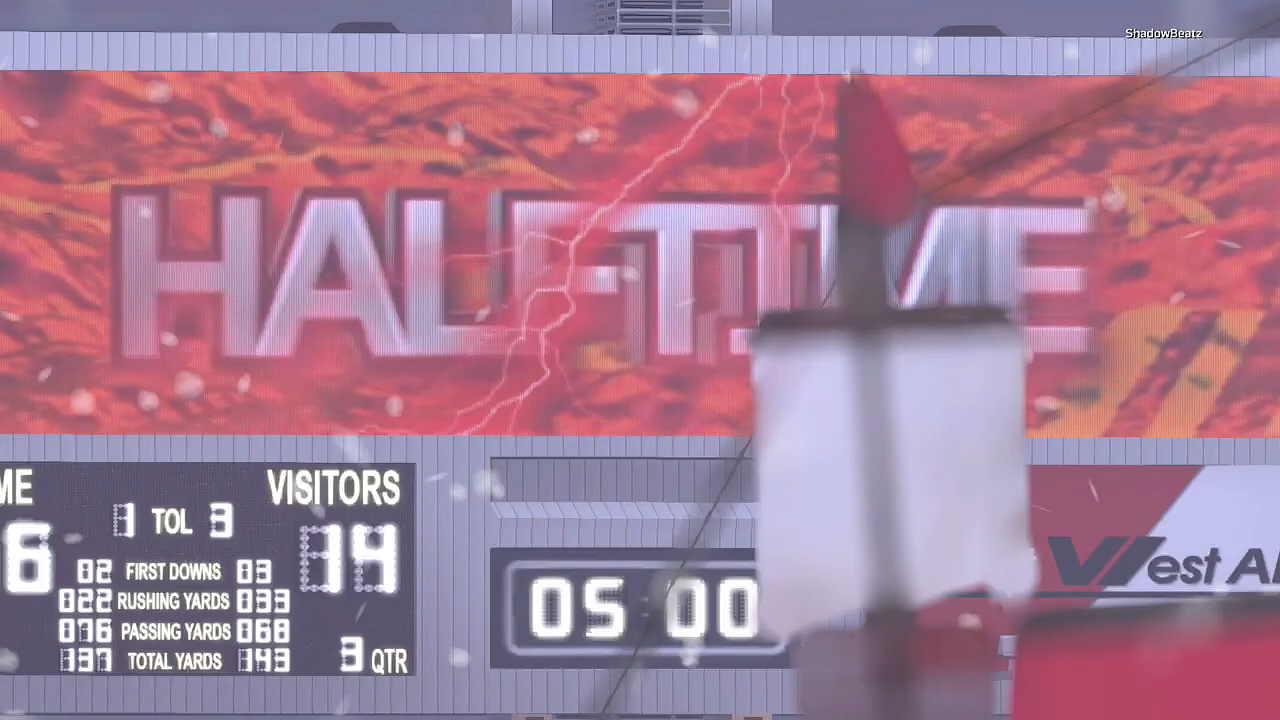 ShadowBeatz
HALFTIME
ME VISITORS
1 TOL 3
6 14
02 FIRST DOWNS 03
022 RUSHING YARDS 033
076 PASSING YARDS 068
137 TOTAL YARDS 143
3 QTR
05 00
West A